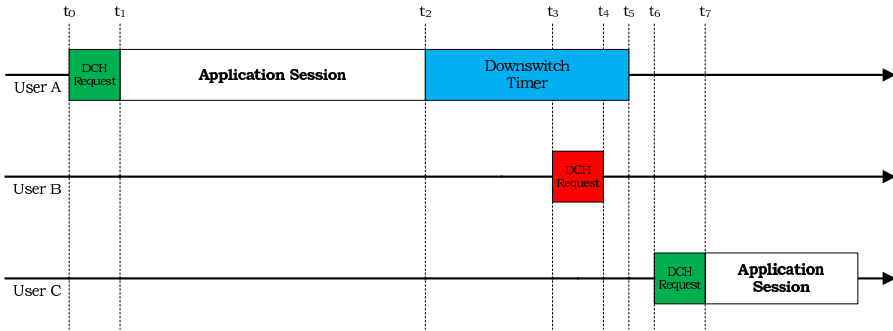 t0 t1 t2 t3 t4 t5 t6 t7
DCH
Request
Application Session
Downswitch
Timer
User A
DCH
Request
User B
DCH
Request
Application
Session
User C